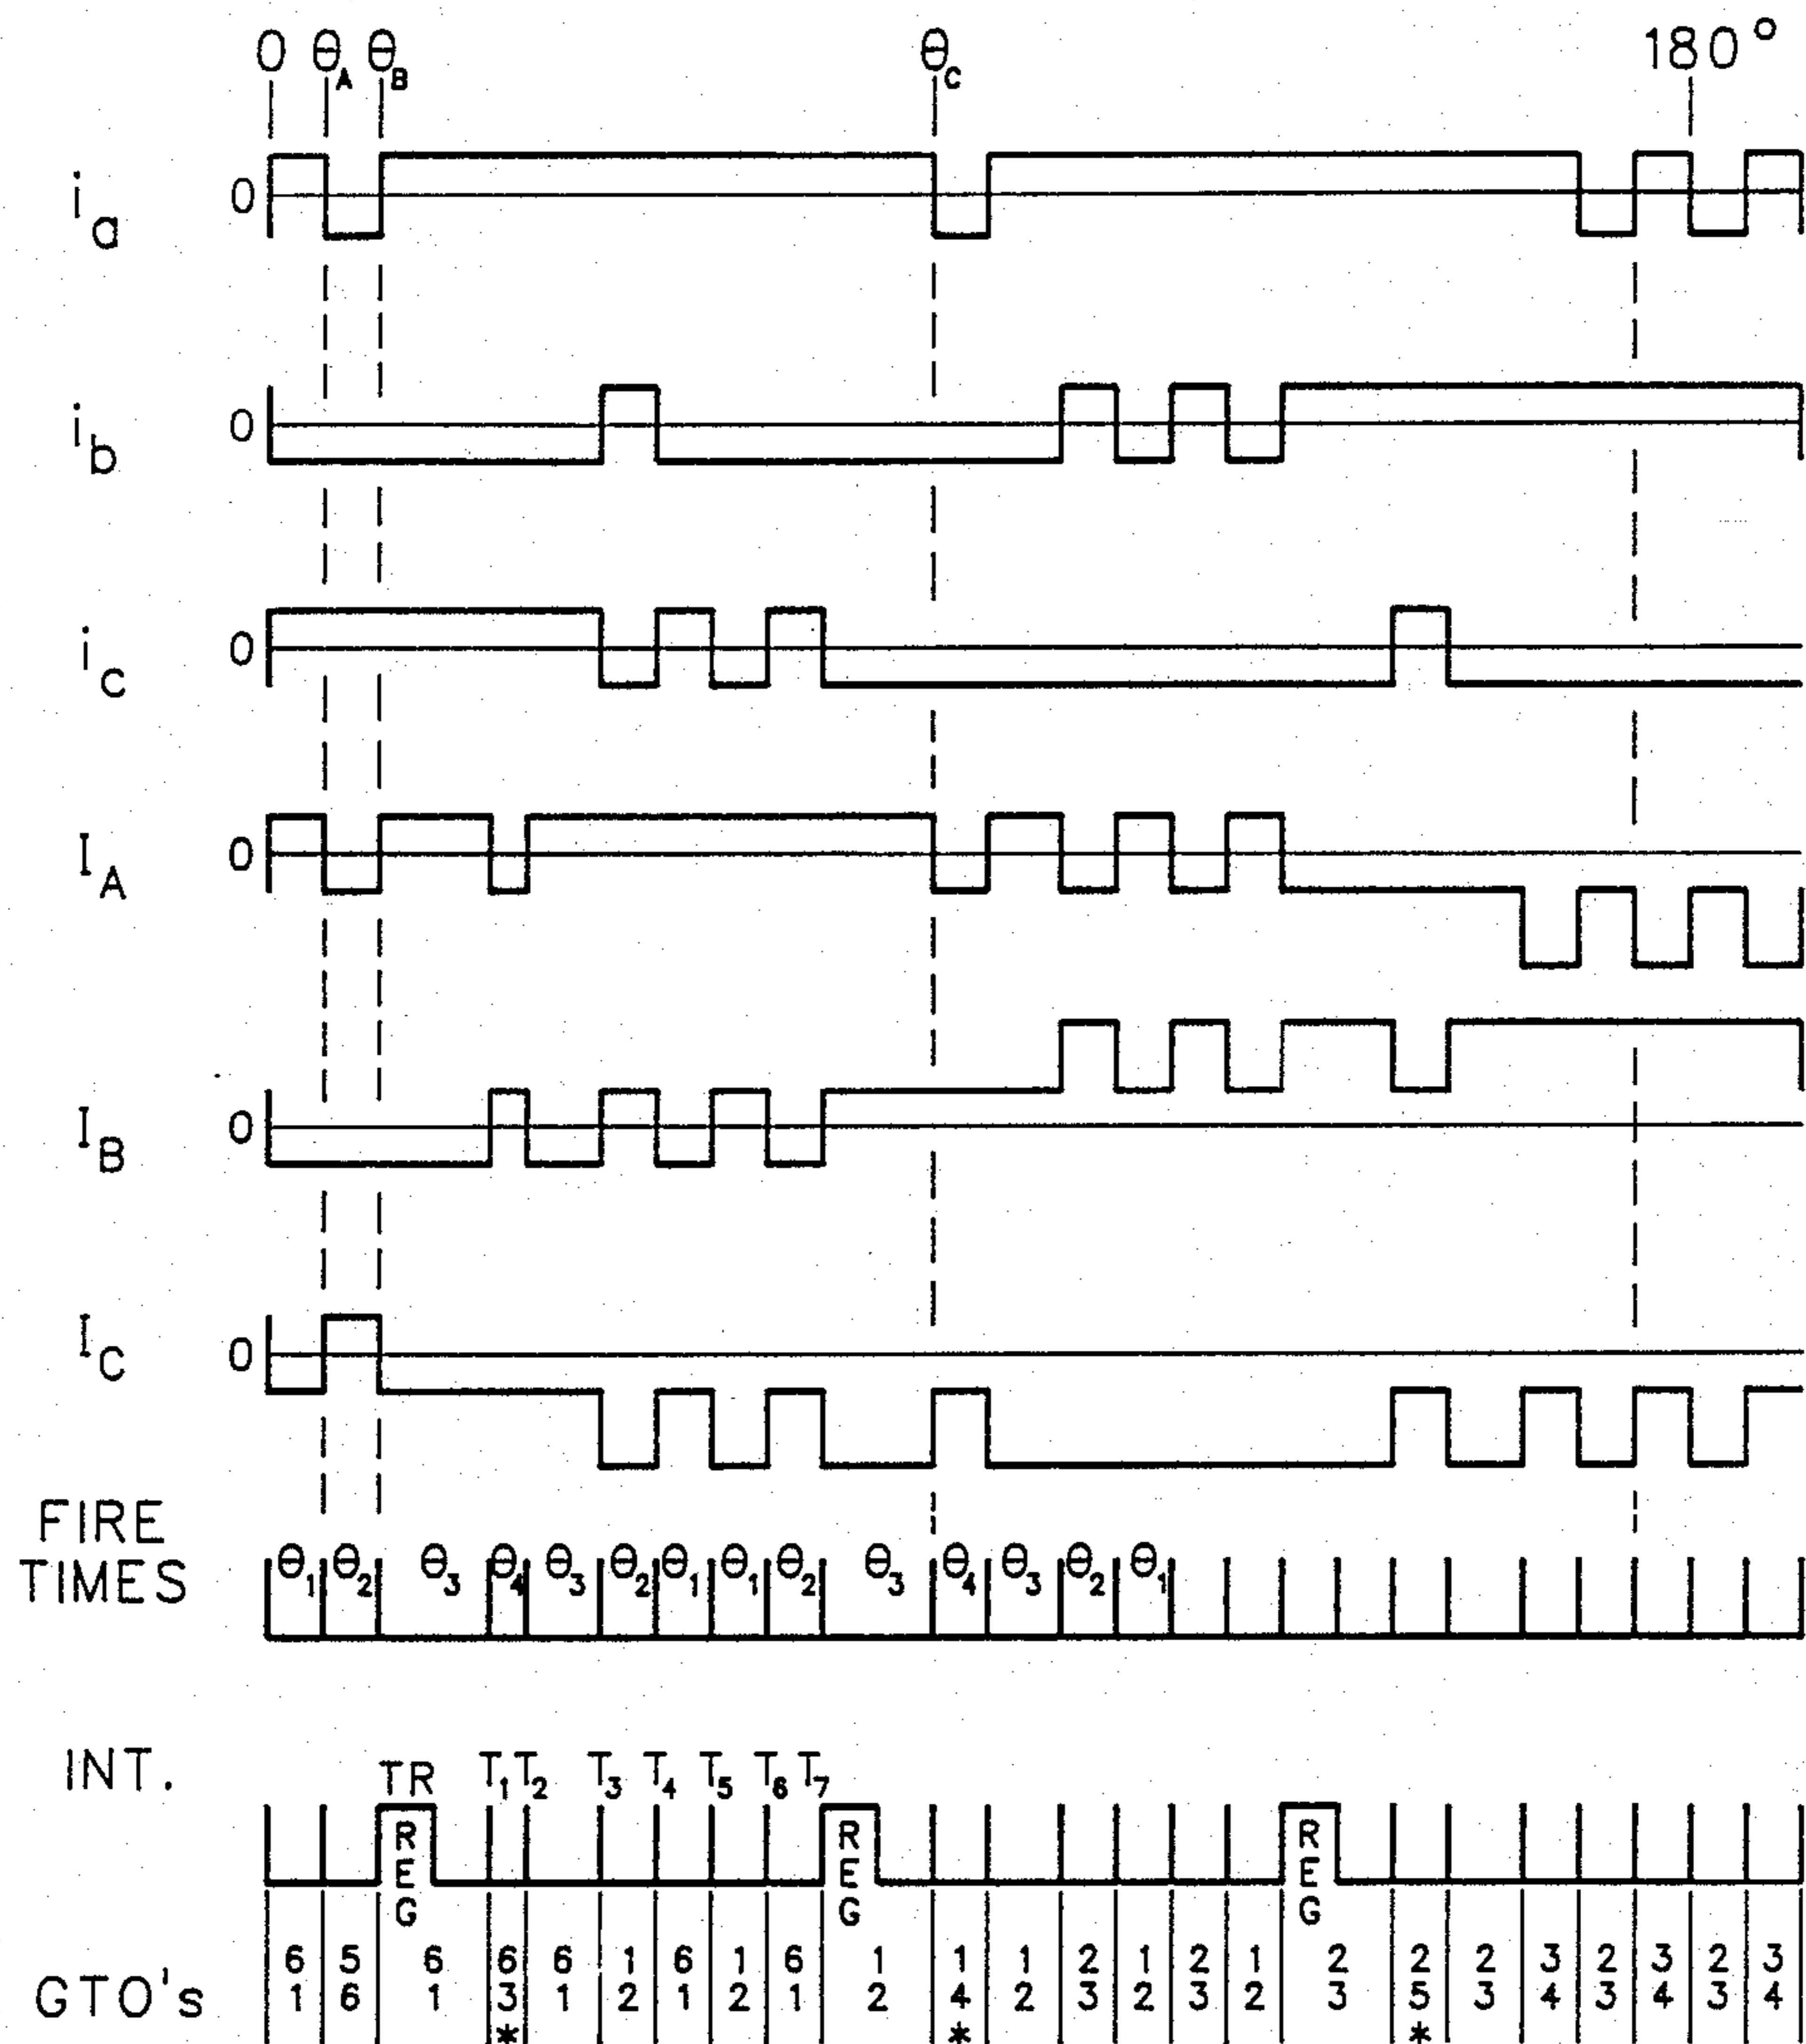 0 θA θB θC 180°
ia 0
ib 0
ic 0
IA 0
IB 0
IC 0
FIRE
TIMES
θ1 θ2 θ3 θ4 θ3 θ2 θ1 θ1 θ2 θ3 θ4 θ3 θ2 θ1
INT.
TR T1 T2 T3 T4 T5 T6 T7
REG REG REG
GTO's
6 5 6 6 6 1 6 1 6 1 1 1 2 1 2 1 2 2 2 3 2 3 2 3
1 6 1 3 1 2 1 2 1 2 4 2 3 2 3 2 3 5 3 4 3 4 3 4
* * *